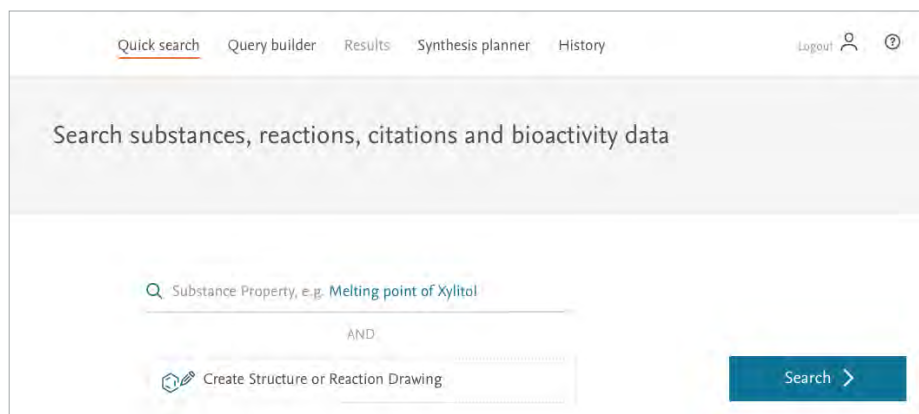 Quick search Query builder Results Synthesis planner History Logout
Search substances, reactions, citations and bioactivity data
Substance Property, e.g. Melting point of Xylitol
AND
Create Structure or Reaction Drawing
Search